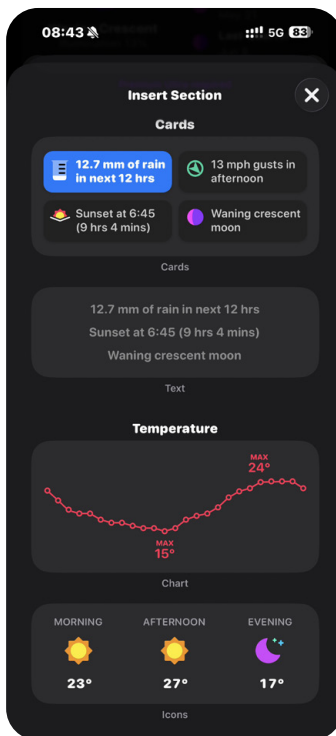 08:43
5G 83
Insert Section
Cards
12.7 mm of rain
in next 12 hrs
13 mph gusts in
afternoon
Sunset at 6:45
(9 hrs 4 mins)
Waning crescent
moon
Cards
12.7 mm of rain in next 12 hrs
Sunset at 6:45 (9 hrs 4 mins)
Waning crescent moon
Text
Temperature
MAX
24°
MAX
15°
Chart
MORNING
AFTERNOON
EVENING
23°
27°
17°
Icons